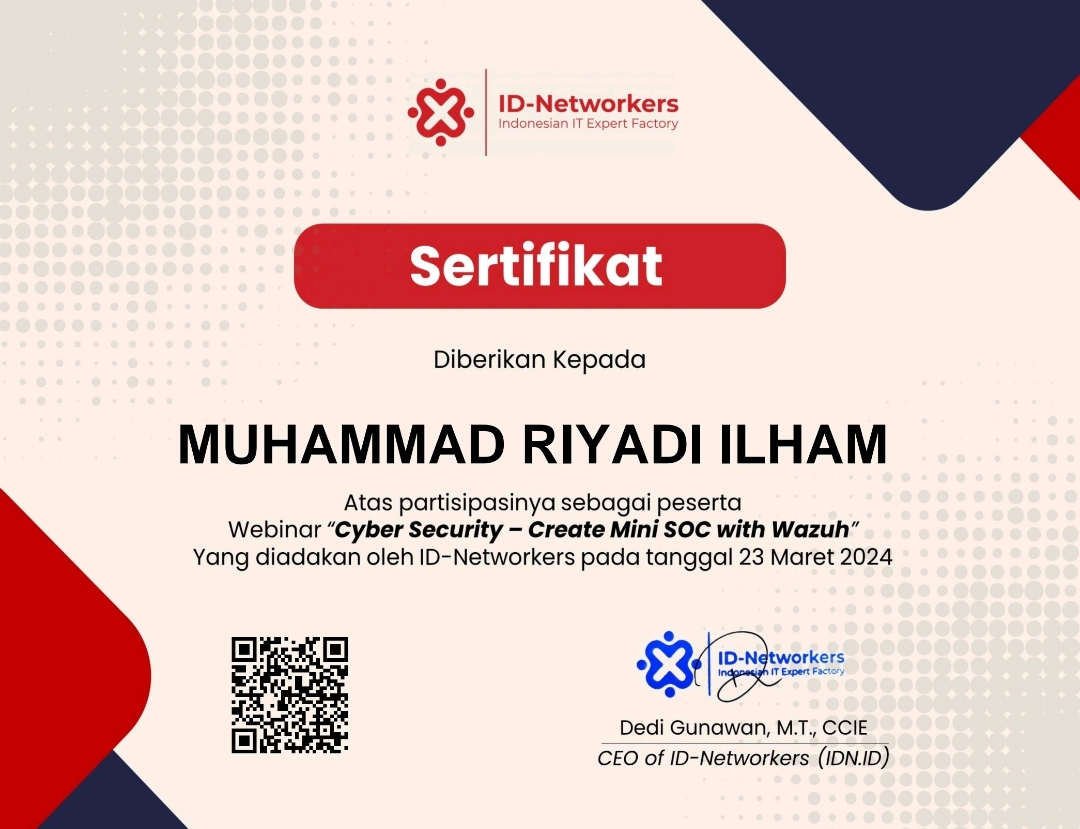 ID-Networkers
Indonesian IT Expert Factory
Sertifikat
Diberikan Kepada
MUHAMMAD RIYADI ILHAM
Atas partisipasinya sebagai peserta
Webinar “Cyber Security – Create Mini SOC with Wazuh”
Yang diadakan oleh ID-Networkers pada tanggal 23 Maret 2024
ID-Networkers
Indonesian IT Expert Factory
Dedi Gunawan, M.T., CCIE
CEO of ID-Networkers (IDN.ID)